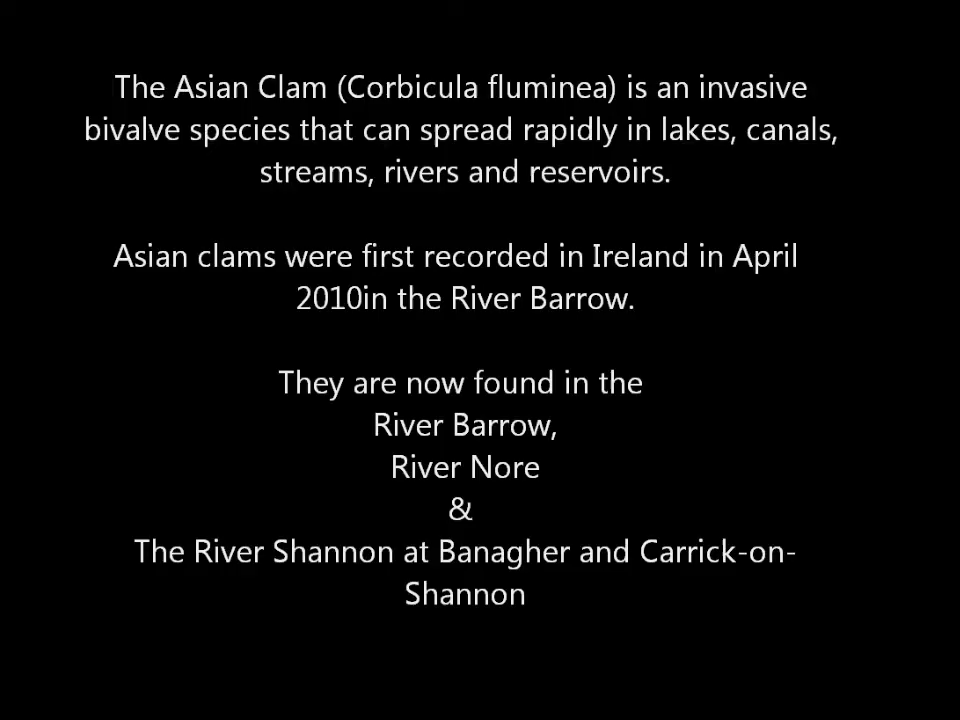 The Asian Clam (Corbicula fluminea) is an invasive
bivalve species that can spread rapidly in lakes, canals,
streams, rivers and reservoirs.
Asian clams were first recorded in Ireland in April
2010in the River Barrow.
They are now found in the
River Barrow,
River Nore
&
The River Shannon at Banagher and Carrick-on-
Shannon